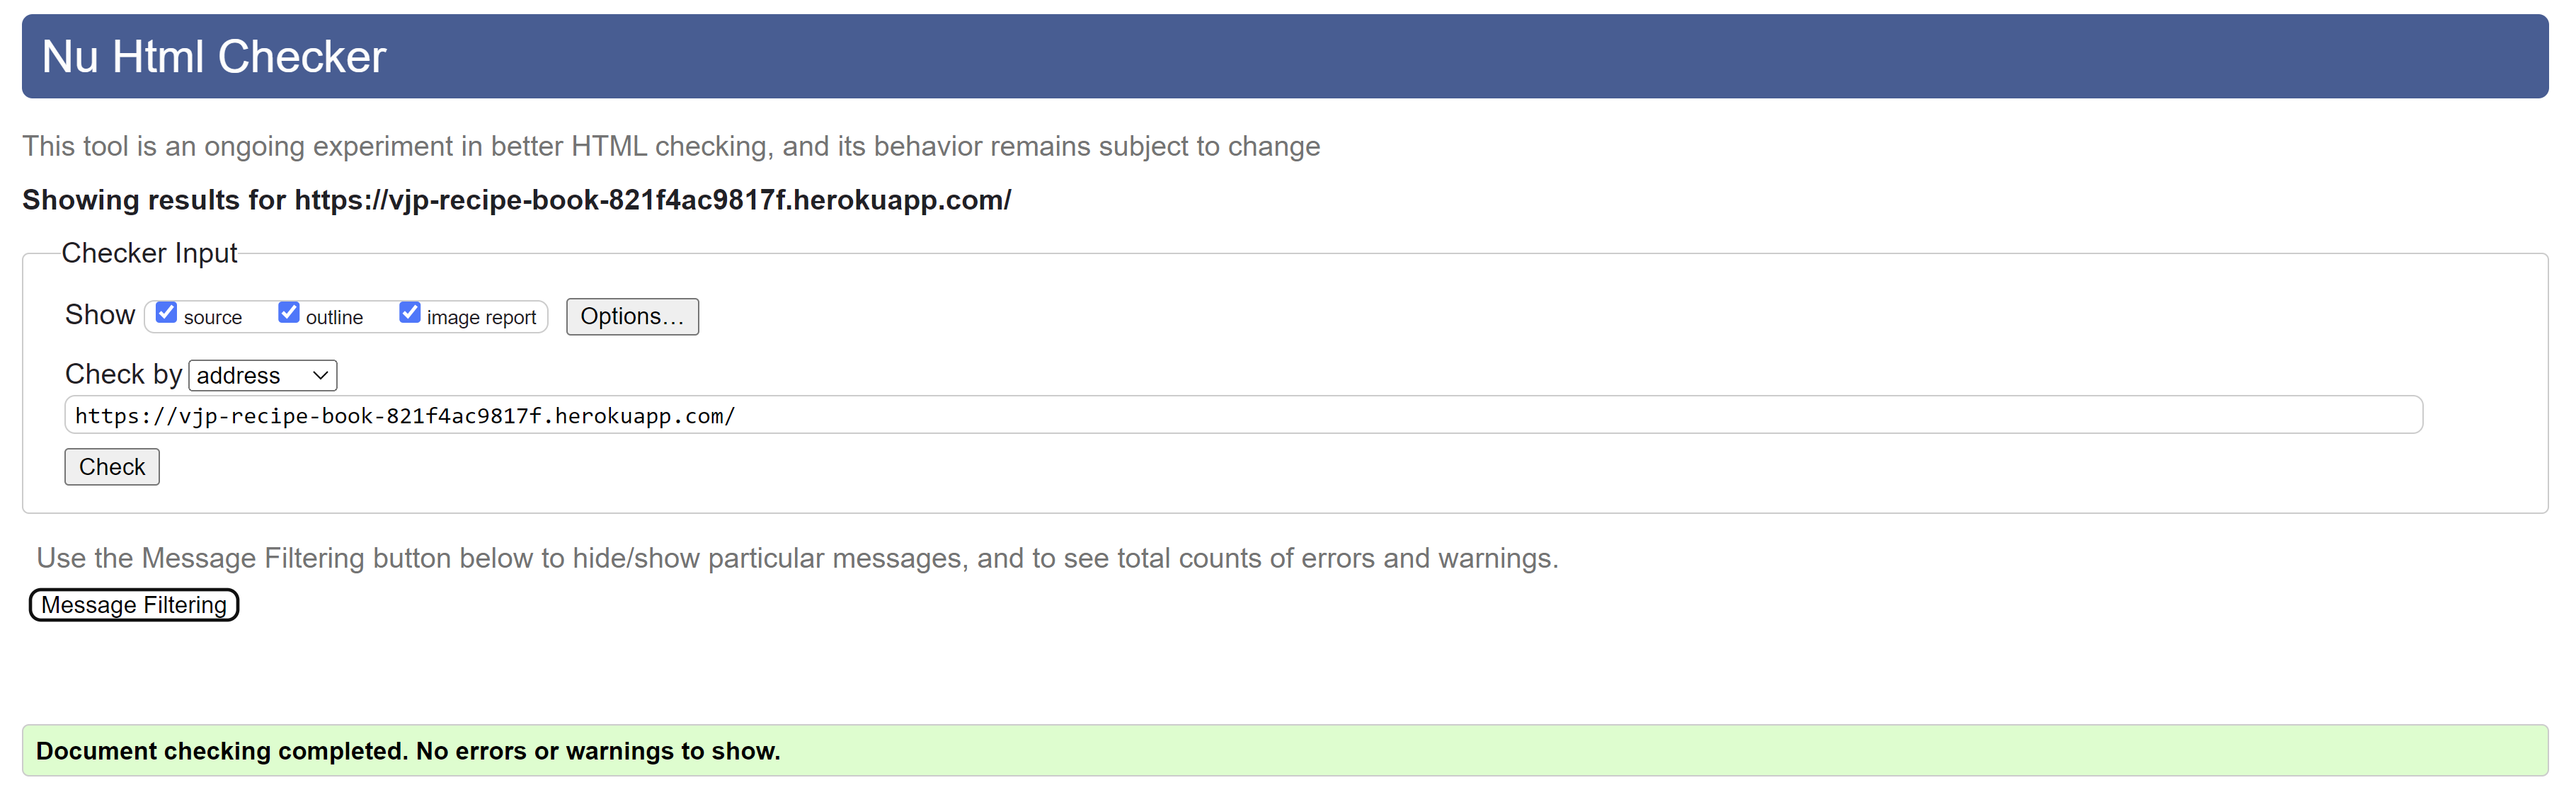 Nu Html Checker
This tool is an ongoing experiment in better HTML checking, and its behavior remains subject to change
Showing results for https://vjp-recipe-book-821f4ac9817f.herokuapp.com/
Checker Input
Show source outline image report Options...
Check by address
https://vjp-recipe-book-821f4ac9817f.herokuapp.com/
Check
Use the Message Filtering button below to hide/show particular messages, and to see total counts of errors and warnings.
Message Filtering
Document checking completed. No errors or warnings to show.